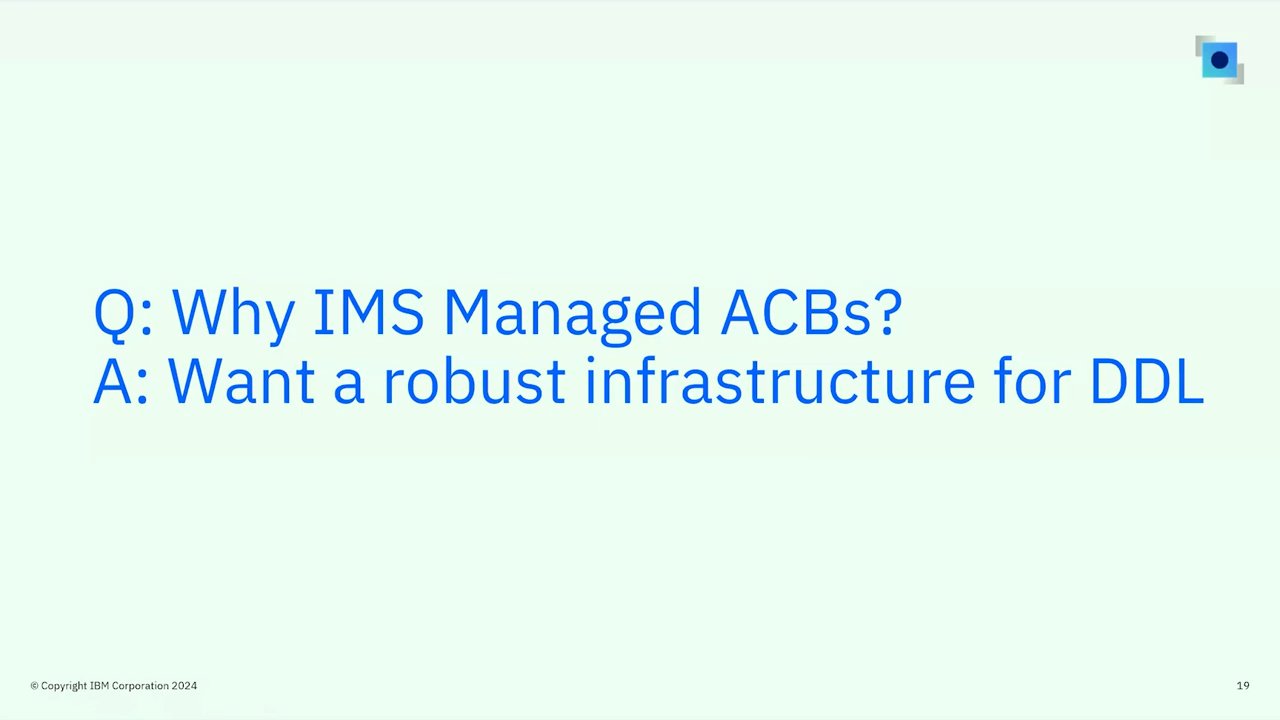 Q: Why IMS Managed ACBs?
A: Want a robust infrastructure for DDL
© Copyright IBM Corporation 2024
19